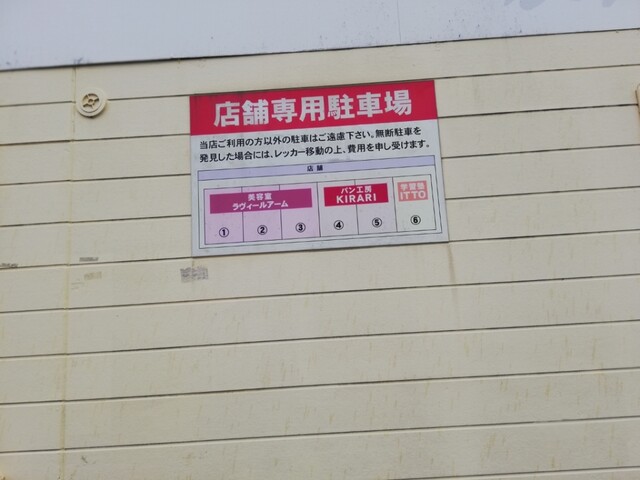 店舗専用駐車場
当店ご利用の方以外の駐車はご遠慮下さい。無断駐車を
発見した場合には、レッカー移動の上、費用を申し受けます。
店舗
美容室
ラヴィールアーム
パン工房
KIRARI
学習塾
ITTO
① ② ③ ④ ⑤ ⑥